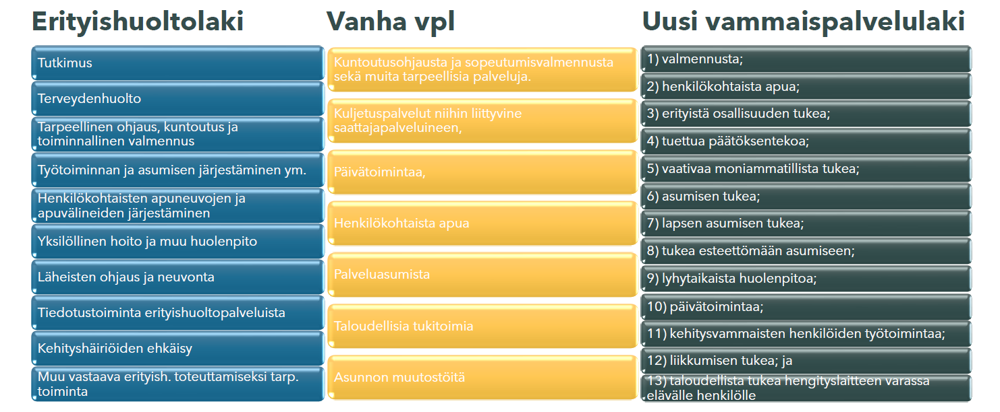 Erityishuoltolaki
Tutkimus
Terveydenhuolto
Tarpeellinen ohjaus, kuntoutus ja
toiminnallinen valmennus
Työtoiminnan ja asumisen järjestäminen ym.
Henkilökohtaisten apuneuvojen ja
apuvälineiden järjestäminen
Yksilöllinen hoito ja muu huolenpito
Läheisten ohjaus ja neuvonta
Tiedotustoiminta erityishuoltopalveluista
Kehityshäiriöiden ehkäisy
Muu vastaava erityish. toteuttamiseksi tarp.
toiminta
Vanha vpl
Kuntoutusohjausta ja sopeutumisvalmennusta
sekä muita tarpeellisia palveluja.
Kuljetuspalvelut niihin liittyvine
saattajapalveluineen,
Päivätoimintaa,
Henkilökohtaista apua
Palveluasumista
Taloudellisia tukitoimia
Asunnon muutostöitä
Uusi vammaispalvelulaki
1) valmennusta;
2) henkilökohtaista apua;
3) erityistä osallisuuden tukea;
4) tuettua päätöksentekoa;
5) vaativaa moniammatillista tukea;
6) asumisen tukea;
7) lapsen asumisen tukea;
8) tukea esteettömään asumiseen;
9) lyhytaikaista huolenpitoa;
10) päivätoimintaa;
11) kehitysvammaisten henkilöiden työtoimintaa;
12) liikkumisen tukea; ja
13) taloudellista tukea hengityslaitteen varassa
elävälle henkilölle